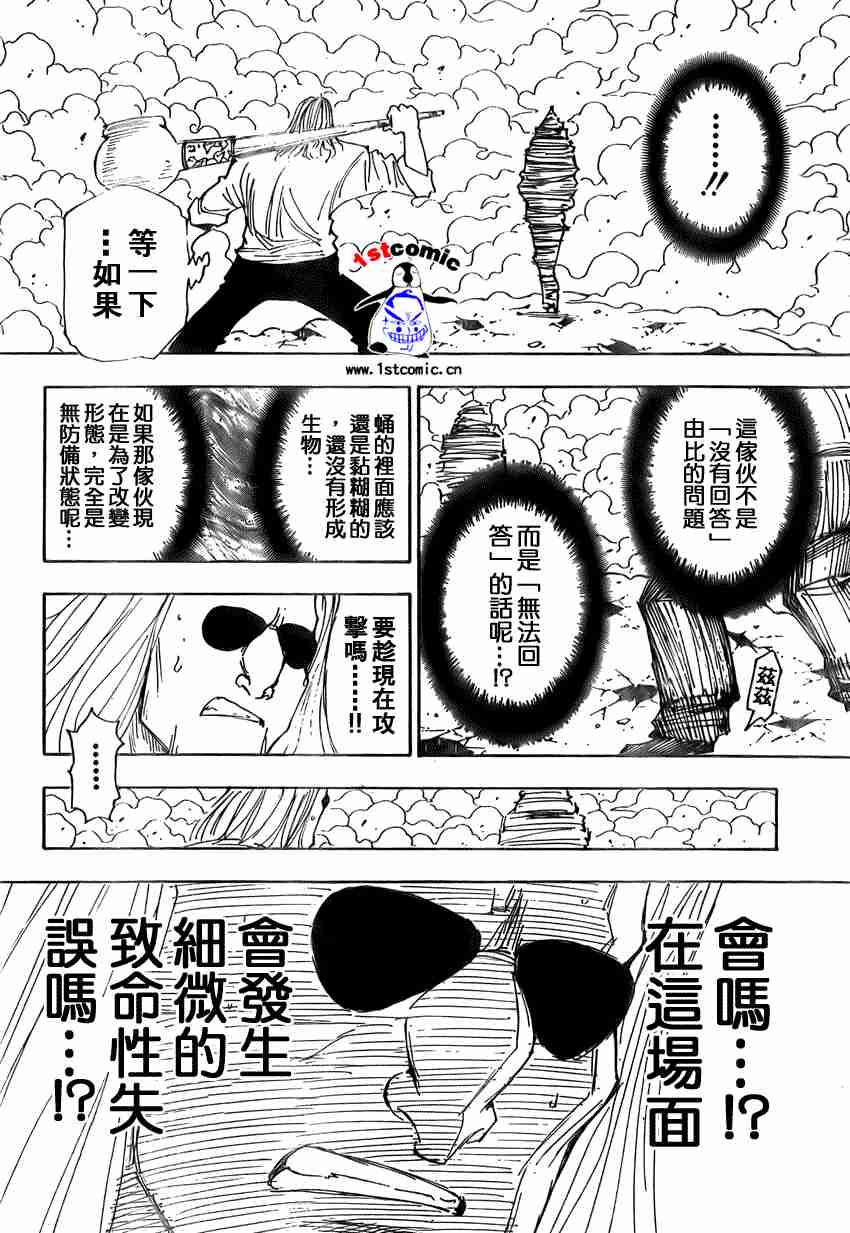 ……!!
等一下
…如果
1stcomic
www.1stcomic.cn
這傢伙不是
「沒有回答」
由比的問題
而是「無法回
答」的話呢…!?
茲茲
蛹的裡面應該
還是黏糊糊的
，還沒有形成
生物…
如果那傢伙現
在是為了改變
形態，完全是
無防備狀態呢…
要趁現在攻
擊嗎……!!
……
會嗎…!?
在這場面
會發生
細微的
致命性失
誤嗎…!?